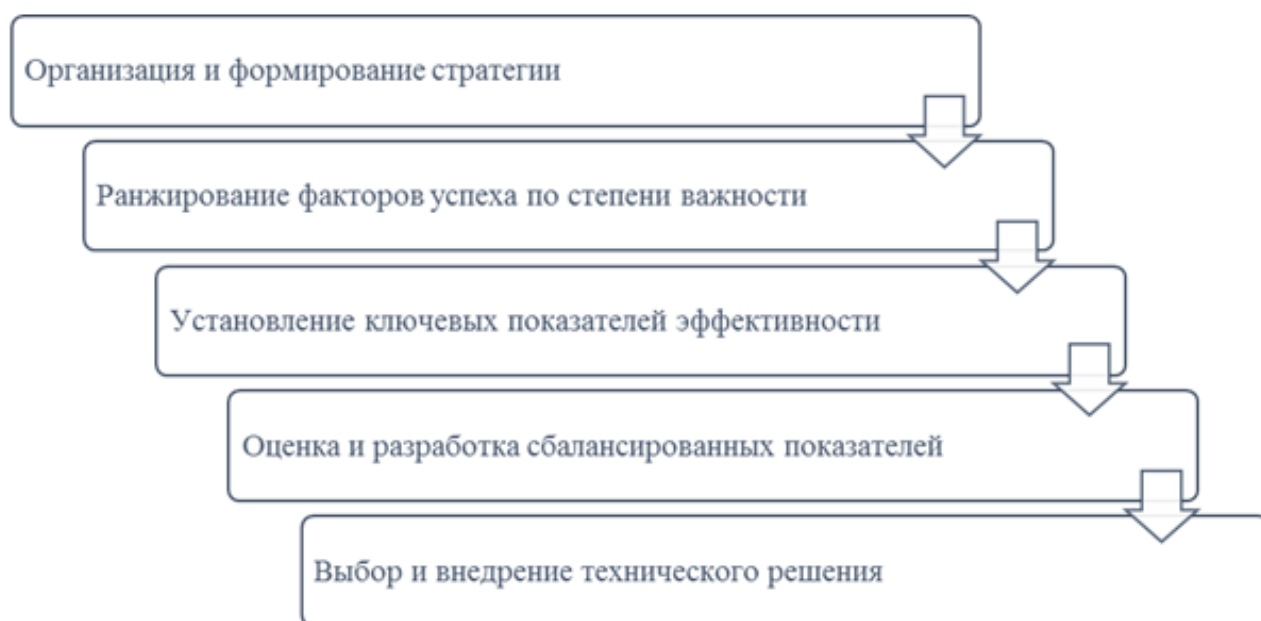 Организация и формирование стратегии
Ранжирование факторов успеха по степени важности
Установление ключевых показателей эффективности
Оценка и разработка сбалансированных показателей
Выбор и внедрение технического решения